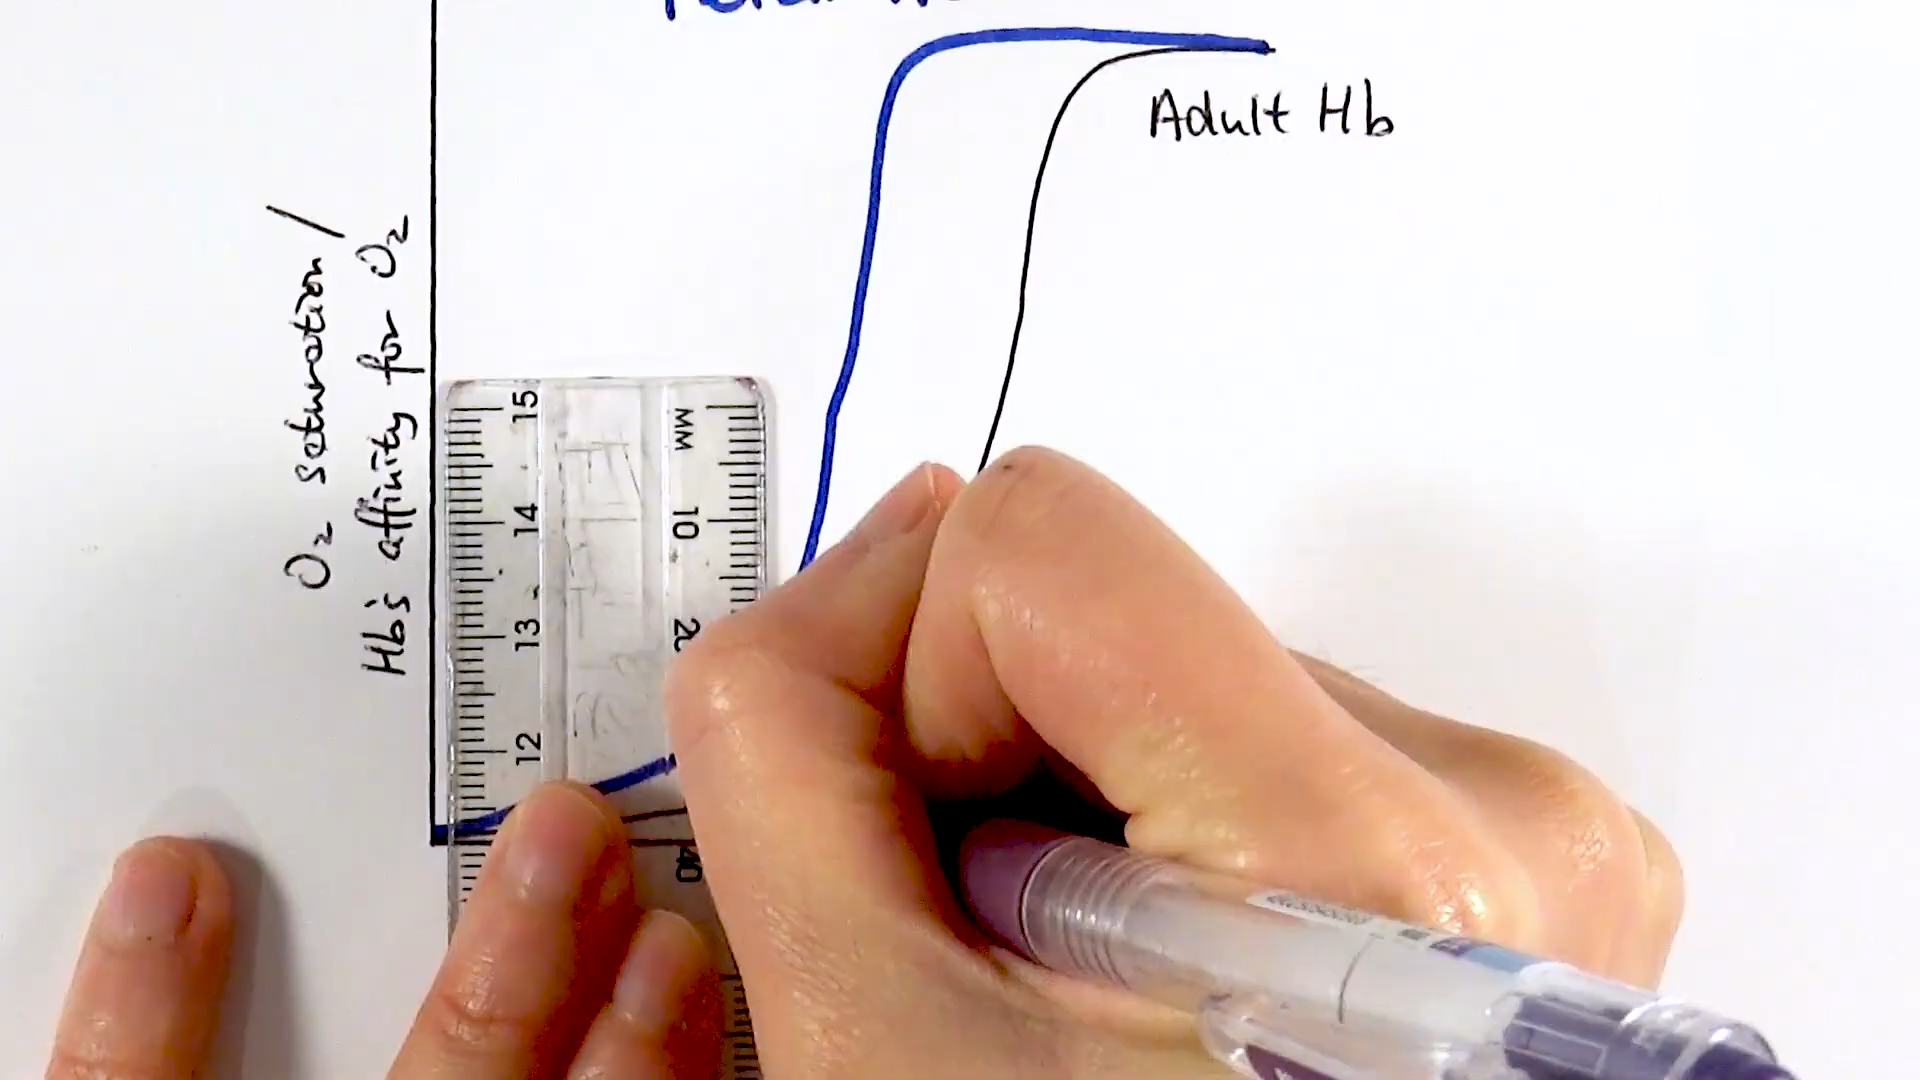 Adult Hb
O₂ saturation /
Hb's affinity for O₂
15
14
13
12
MM
10
20
40